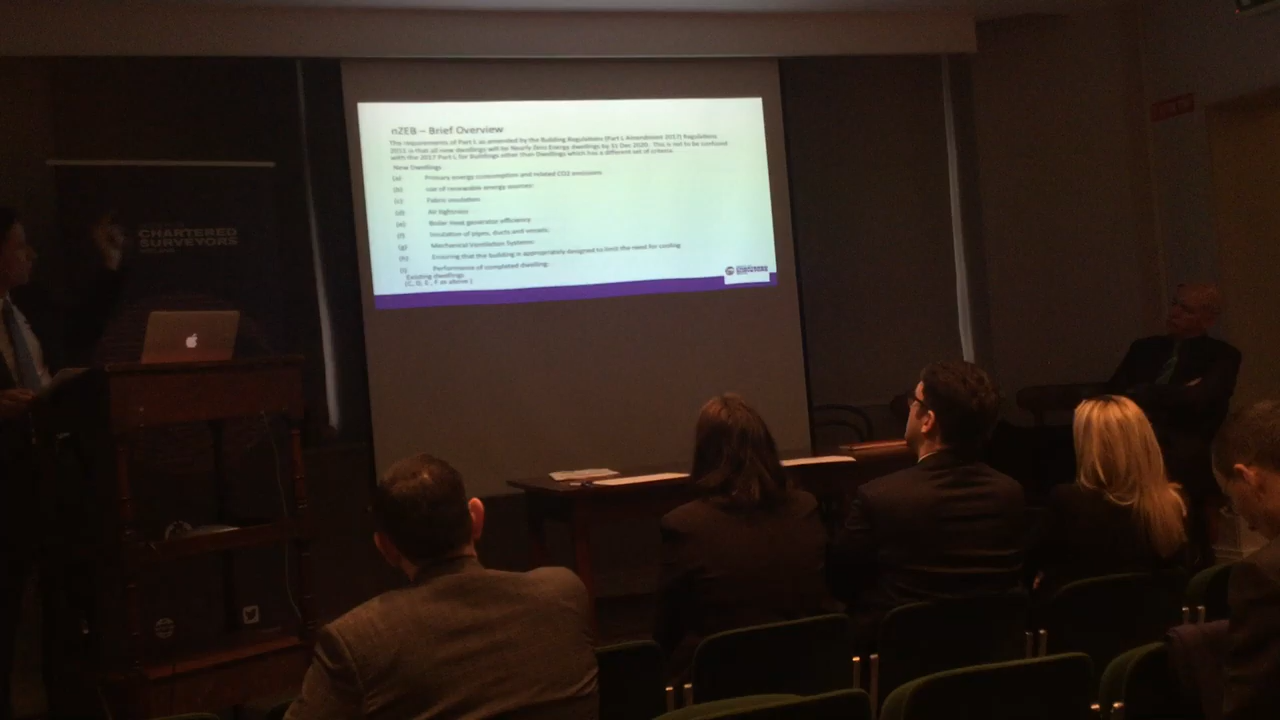 nZEB – Brief Overview
The requirements of Part L as amended by the Building Regulations (Part L Amendment 2017) Regulations
2011 is that all new dwellings will be Nearly Zero Energy dwellings by 31 Dec 2020. This is not to be confused
with the 2017 Part L for Buildings other than Dwellings which has a different set of criteria.
New Dwellings
(a) Primary energy consumption and related CO2 emissions
(b) use of renewable energy sources:
(c) Fabric insulation:
(d) Air tightness
(e) Boiler heat generator efficiency
(f) Insulation of pipes, ducts and vessels:
(g) Mechanical Ventilation Systems:
(h) Ensuring that the building is appropriately designed to limit the need for cooling
(i) Performance of completed dwelling:
Existing dwellings
(C, D, E, F as above )
CHARTERED
SURVEYORS
IRELAND